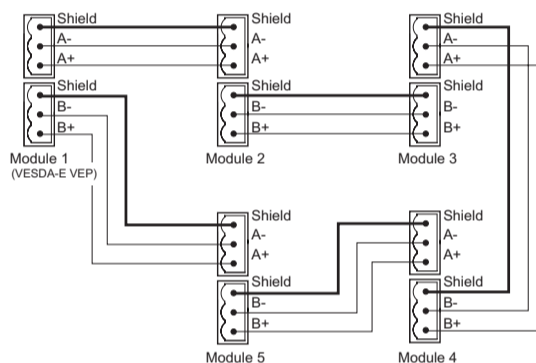 Shield
A-
A+
Shield
B-
B+
Module 1
(VESDA-E VEP)
Shield
A-
A+
Shield
B-
B+
Module 2
Shield
A-
A+
Shield
B-
B+
Module 3
Shield
A-
A+
Shield
B-
B+
Module 5
Shield
A-
A+
Shield
B-
B+
Module 4